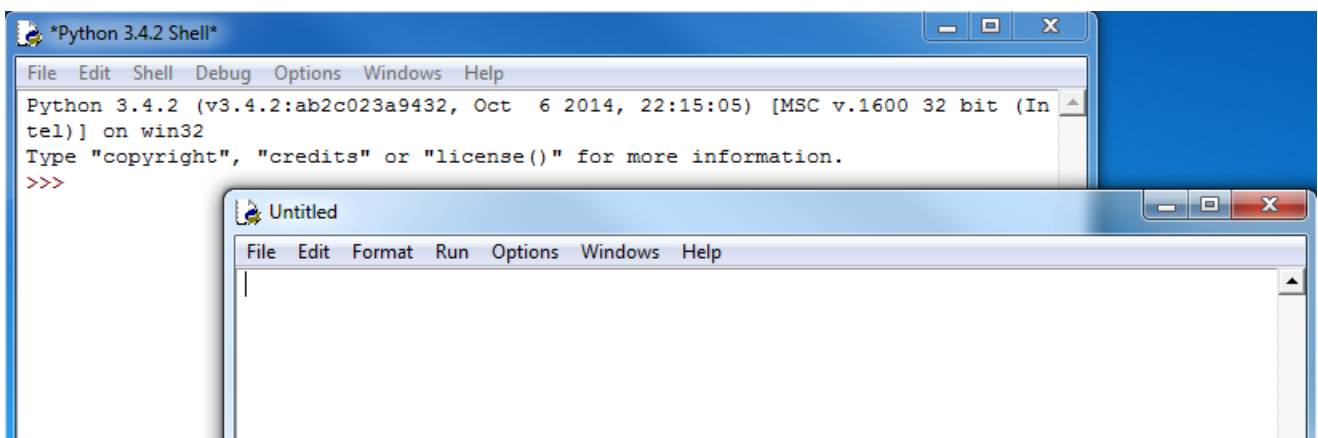 *Python 3.4.2 Shell*
File Edit Shell Debug Options Windows Help
Python 3.4.2 (v3.4.2:ab2c023a9432, Oct  6 2014, 22:15:05) [MSC v.1600 32 bit (In
tel)] on win32
Type "copyright", "credits" or "license()" for more information.
>>>
Untitled
File Edit Format Run Options Windows Help